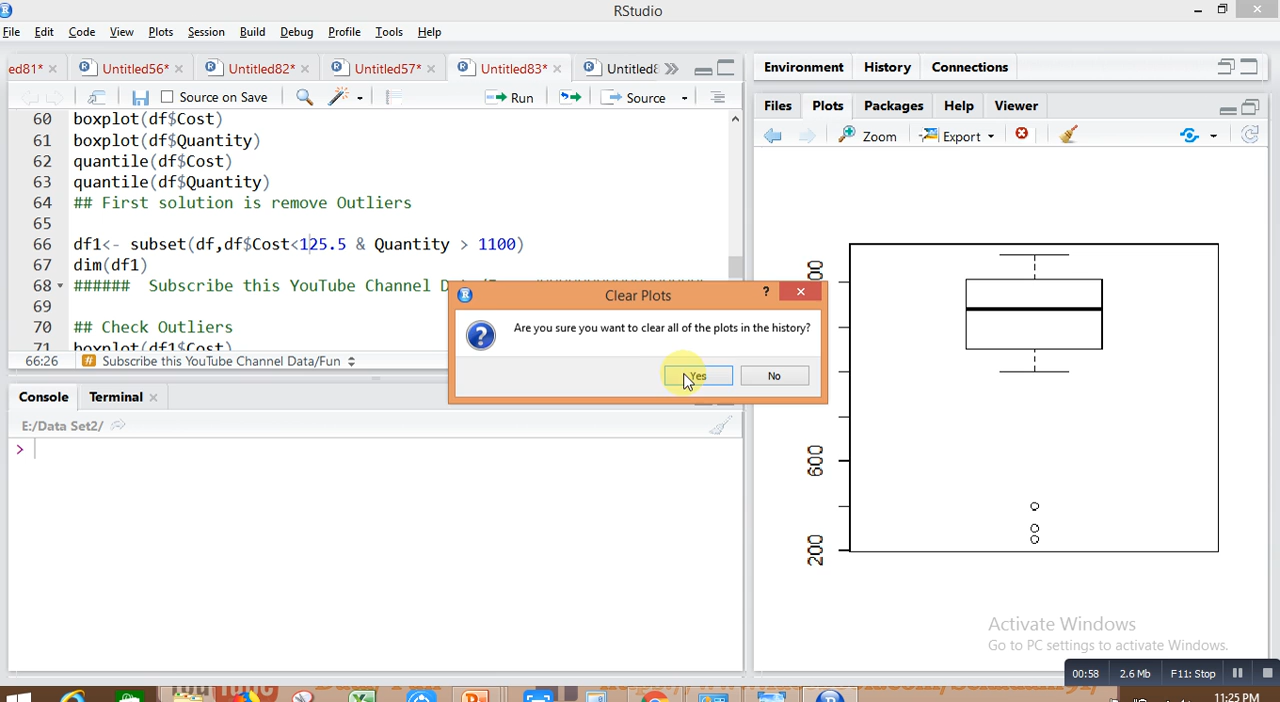 RStudio
File Edit Code View Plots Session Build Debug Profile Tools Help
ed81* Untitled56* Untitled82* Untitled57* Untitled83*
Source on Save Run Source
60 boxplot(df$Cost)
61 boxplot(df$Quantity)
62 quantile(df$Cost)
63 quantile(df$Quantity)
64 ## First solution is remove Outliers
65
66 df1<- subset(df,df$Cost<125.5 & Quantity > 1100)
67 dim(df1)
68 ###### Subscribe this YouTube Channel
69
70 ## Check Outliers
71 boxplot(df1$Cost)
66:26 Subscribe this YouTube Channel Data/Fun
Console Terminal
E:/Data Set2/
>
Clear Plots
?
Are you sure you want to clear all of the plots in the history?
Yes No
Environment History Connections
Files Plots Packages Help Viewer
Zoom Export
600
200
Activate Windows
Go to PC settings to activate Windows.
00:58 2.6 Mb F11: Stop
11:25 PM